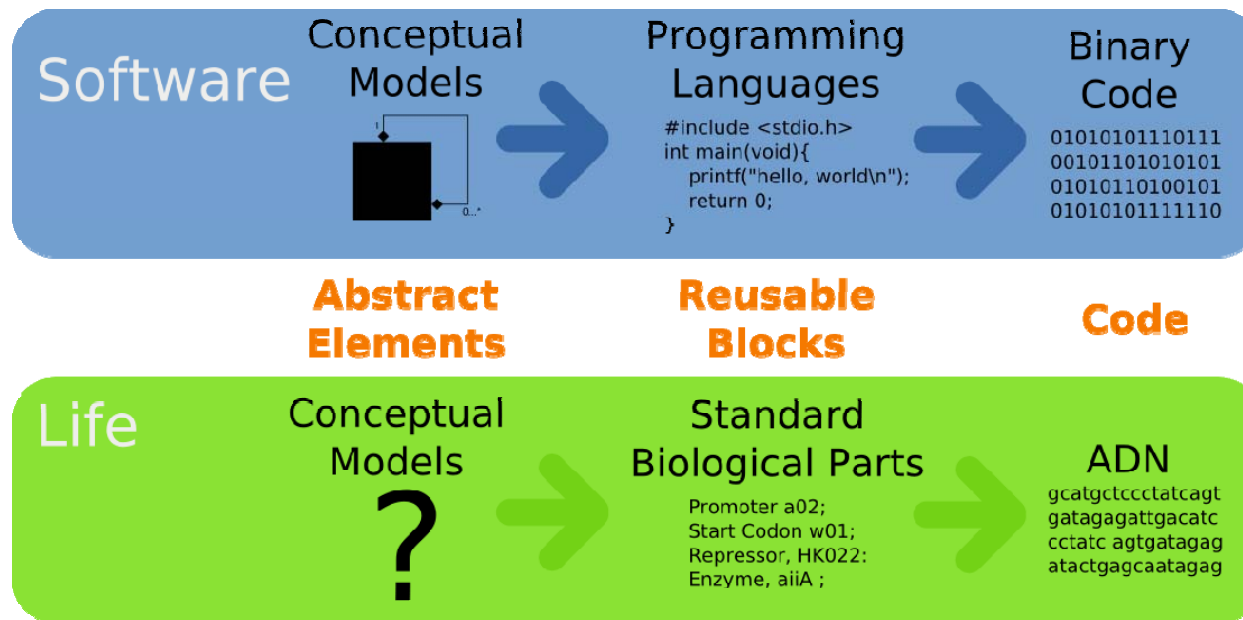 Software
Conceptual
Models
1
0...*
Programming
Languages
#include <stdio.h>
int main(void){
printf("hello, world\n");
return 0;
}
Binary
Code
01010101110111
00101101010101
01010110100101
01010101111110
Abstract
Elements
Reusable
Blocks
Code
Life
Conceptual
Models
?
Standard
Biological Parts
Promoter a02;
Start Codon w01;
Repressor, HK022:
Enzyme, aiiA ;
ADN
gcatgctccctatcagt
gatagagattgacatc
cctatc agtgatagag
atactgagcaatagag